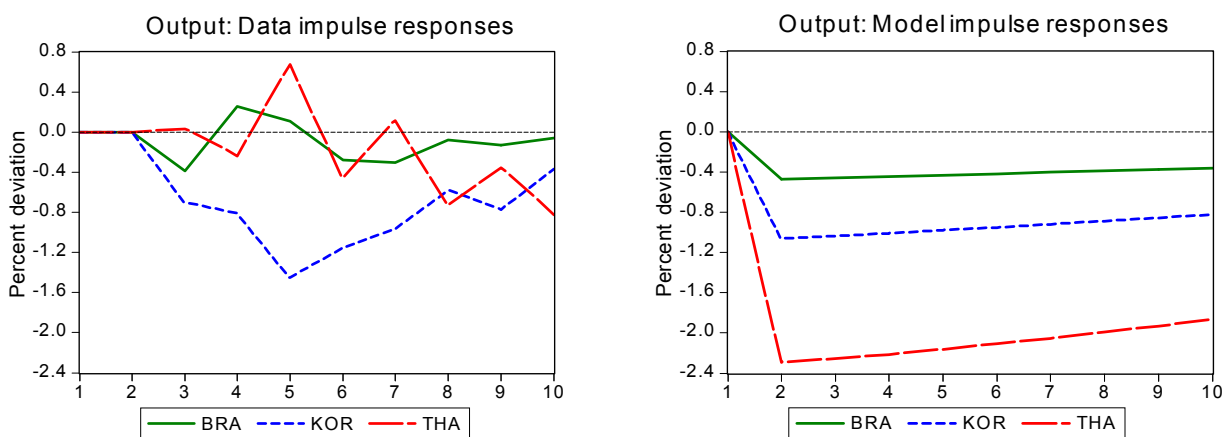 Output: Data impulse responses
Percent deviation
0.8
0.4
0.0
-0.4
-0.8
-1.2
-1.6
-2.0
-2.4
1 2 3 4 5 6 7 8 9 10
BRA KOR THA
Output: Model impulse responses
Percent deviation
0.8
0.4
0.0
-0.4
-0.8
-1.2
-1.6
-2.0
-2.4
1 2 3 4 5 6 7 8 9 10
BRA KOR THA